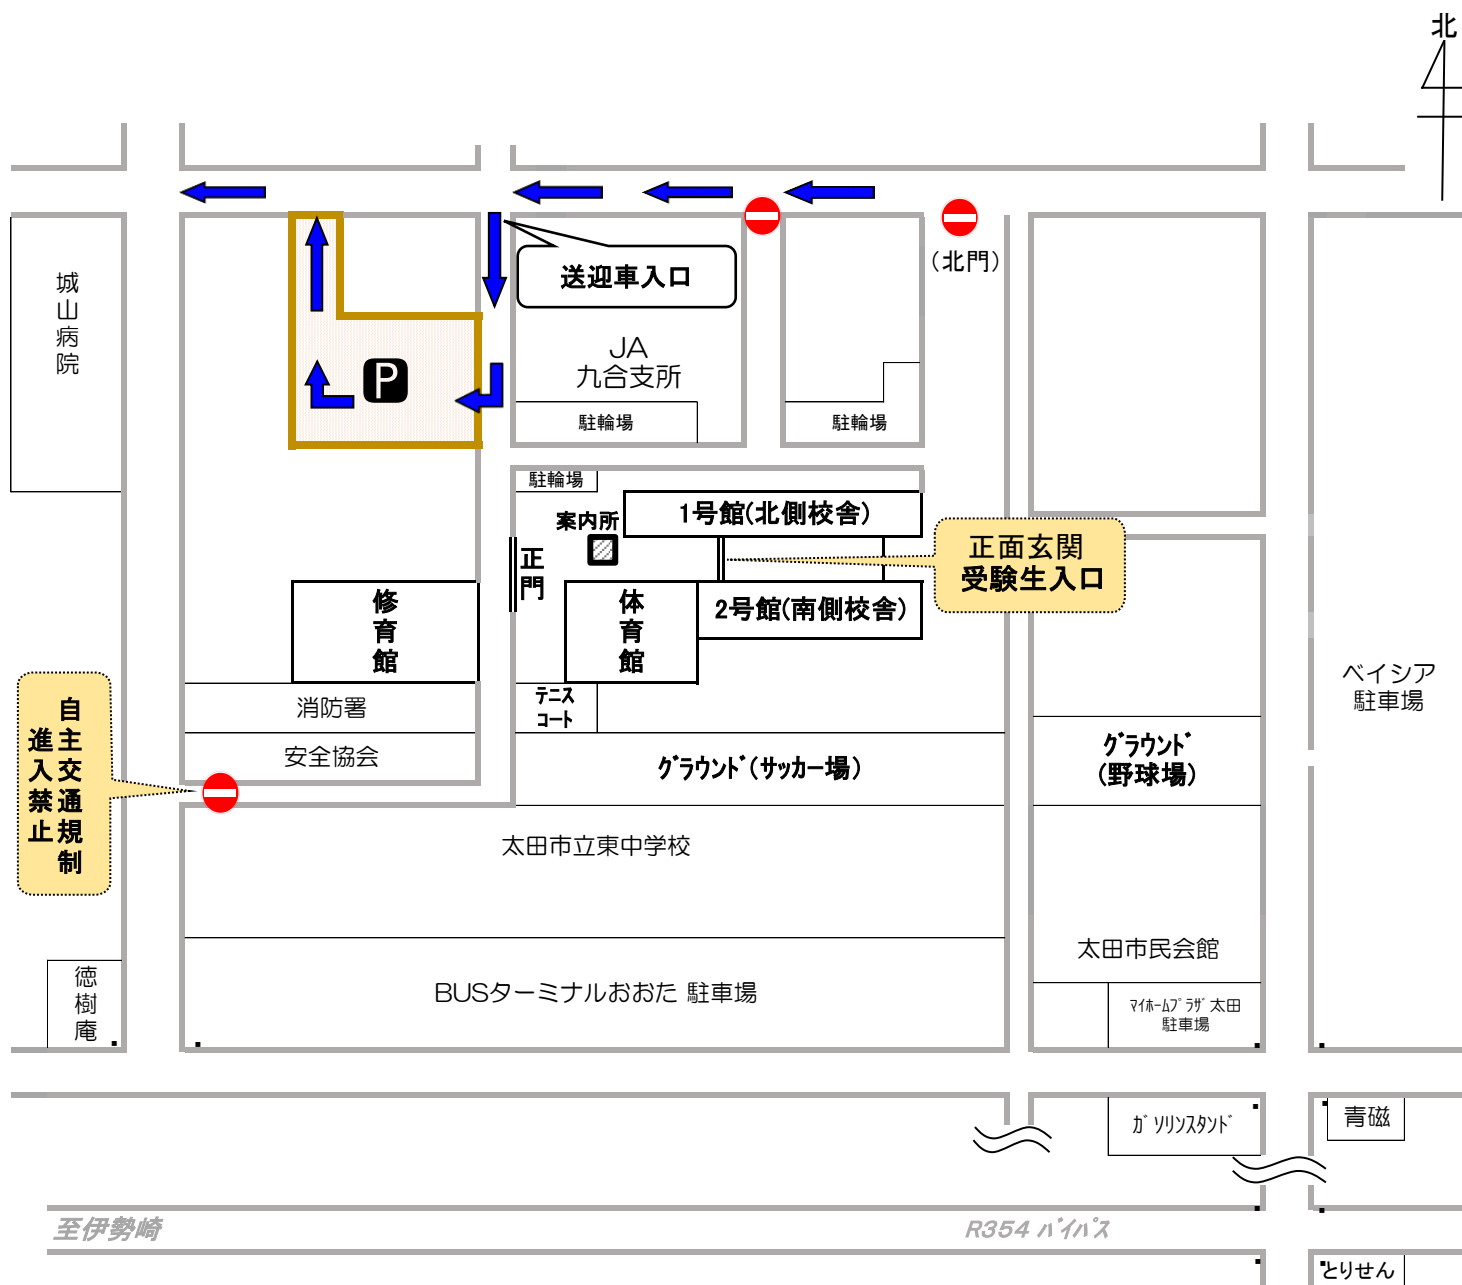 北
送迎車入口
(北門)
城山病院
P
JA
九合支所
駐輪場
駐輪場
駐輪場
案内所
1号館(北側校舎)
正門
正面玄関
受験生入口
修育館
体育館
2号館(南側校舎)
自主交通規制
進入禁止
消防署
テニス
コート
安全協会
グラウンド(サッカー場)
グラウンド
(野球場)
ベイシア
駐車場
太田市立東中学校
太田市民会館
徳樹庵
BUSターミナルおおた 駐車場
マイホームプラザ太田
駐車場
ガソリンスタンド
青磁
至伊勢崎
R354 バイパス
とりせん